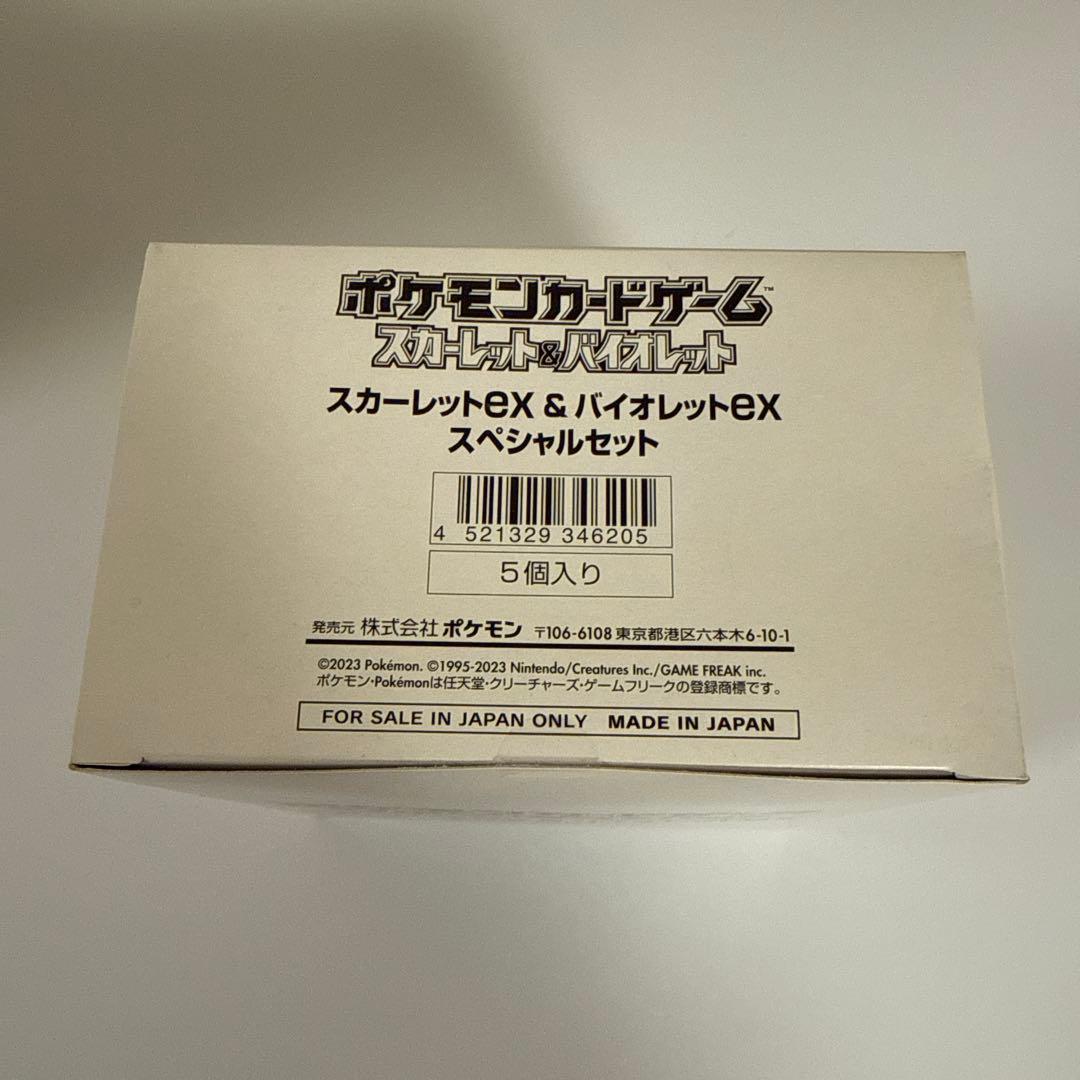 ポケモンカードゲーム™
スカーレット&バイオレット
スカーレットex & バイオレットex
スペシャルセット
4 521329 346205
5個入り
発売元 株式会社 ポケモン 〒106-6108 東京都港区六本木6-10-1
©2023 Pokémon. ©1995-2023 Nintendo/Creatures Inc./GAME FREAK inc.
ポケモン・Pokémonは任天堂・クリーチャーズ・ゲームフリークの登録商標です。
FOR SALE IN JAPAN ONLY MADE IN JAPAN